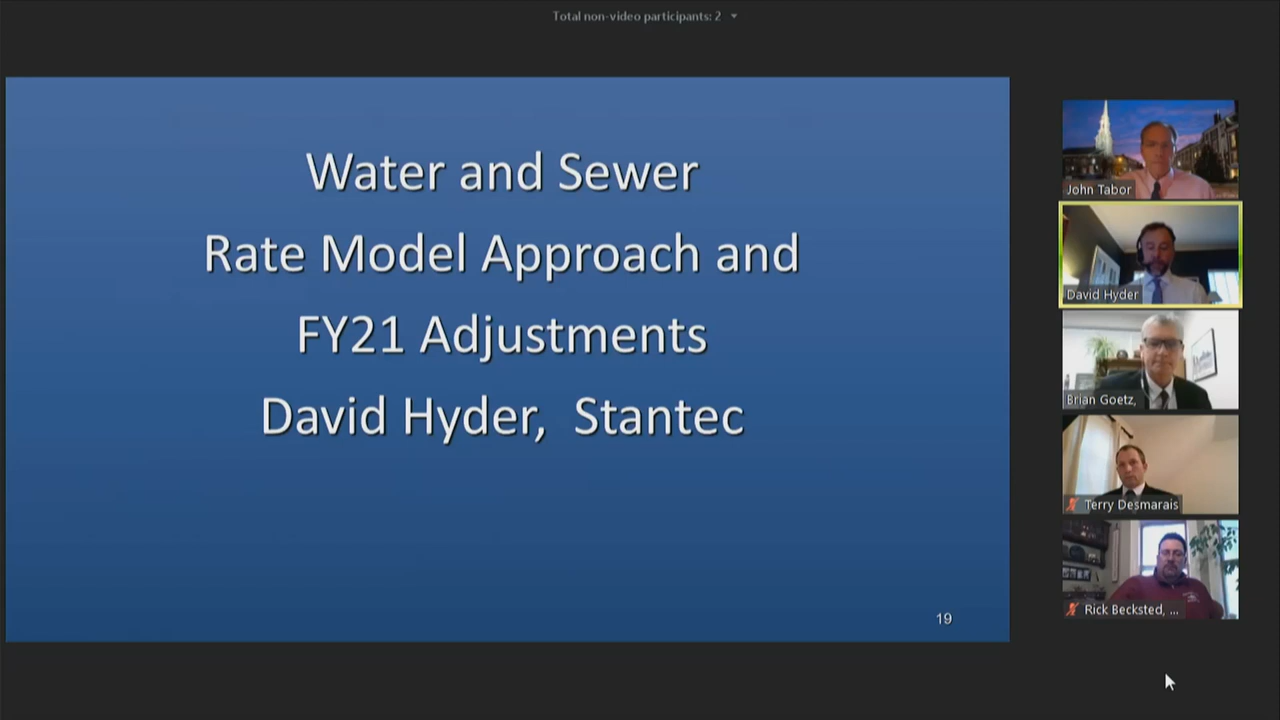 Total non-video participants: 2
Water and Sewer
Rate Model Approach and
FY21 Adjustments
David Hyder, Stantec
19
John Tabor
David Hyder
Brian Goetz,
Terry Desmarais
Rick Becksted, ...